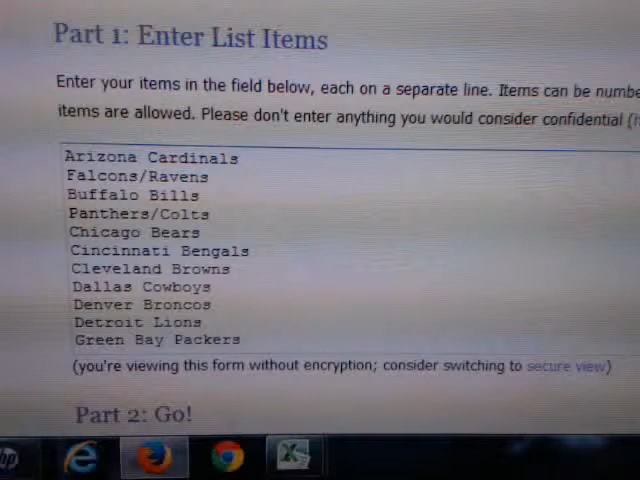 Part 1: Enter List Items
Enter your items in the field below, each on a separate line. Items can be
items are allowed. Please don't enter anything you would consider confidential
Arizona Cardinals
Falcons/Ravens
Buffalo Bills
Panthers/Colts
Chicago Bears
Cincinnati Bengals
Cleveland Browns
Dallas Cowboys
Denver Broncos
Detroit Lions
Green Bay Packers
(you're viewing this form without encryption; consider switching to secure view)
Part 2: Go!
hp